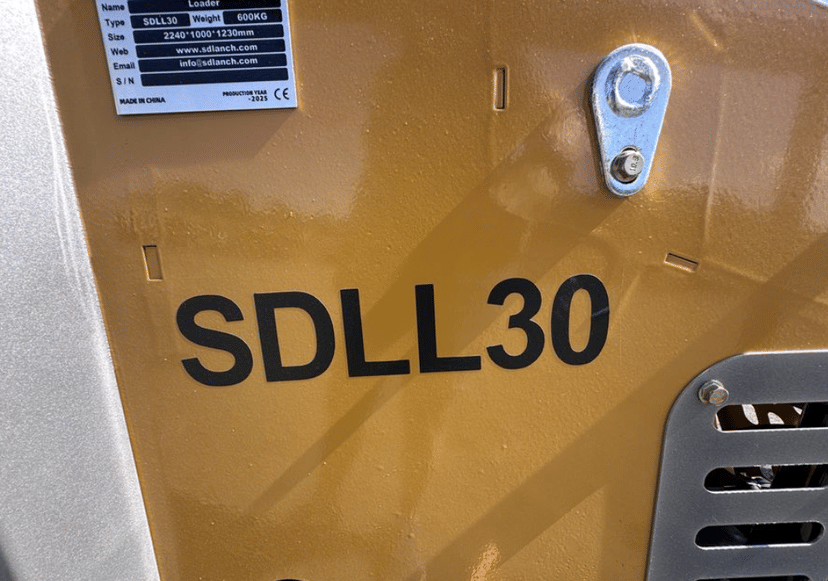 Name Loader
Type SDLL30 Weight 600KG
Size 2240*1000*1230mm
Web www.sdlanch.com
Email info@sdlanch.com
S/N
MADE IN CHINA
PRODUCTION YEAR
-2025 CE
SDLL30